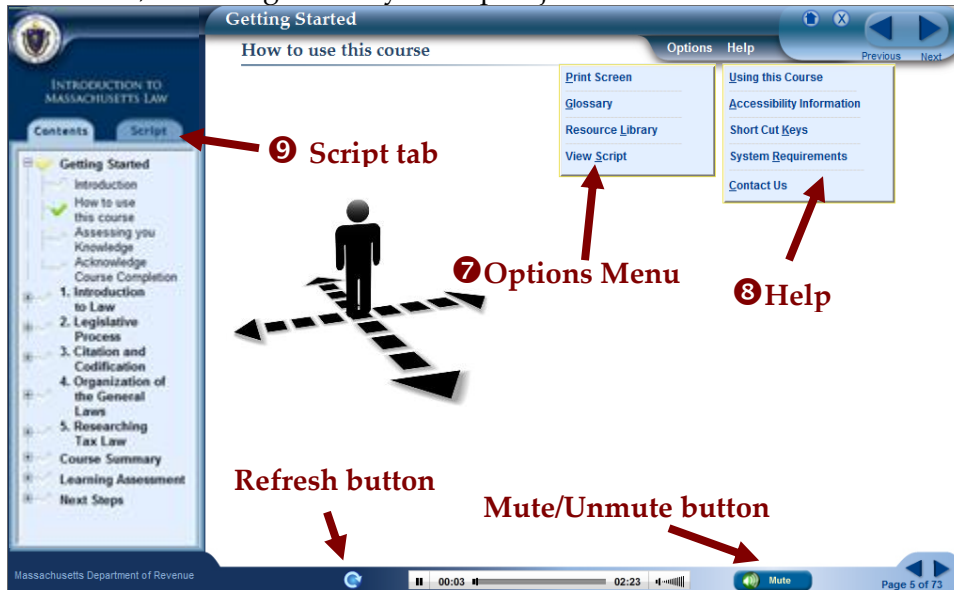 Getting Started
How to use this course
Options Help
Previous Next
INTRODUCTION TO
MASSACHUSETTS LAW
Contents Script
Print Screen
Glossary
Resource Library
View Script
Using this Course
Accessibility Information
Short Cut Keys
System Requirements
Contact Us
❾ Script tab
Getting Started
Introduction
How to use
this course
Assessing you
Knowledge
Acknowledge
Course Completion
1. Introduction
to Law
2. Legislative
Process
3. Citation and
Codification
4. Organization of
the General
Laws
5. Researching
Tax Law
Course Summary
Learning Assessment
Next Steps
❼Options Menu
❽Help
Refresh button
Mute/Unmute button
Massachusetts Department of Revenue
00:03 02:23
Mute
Page 5 of 73